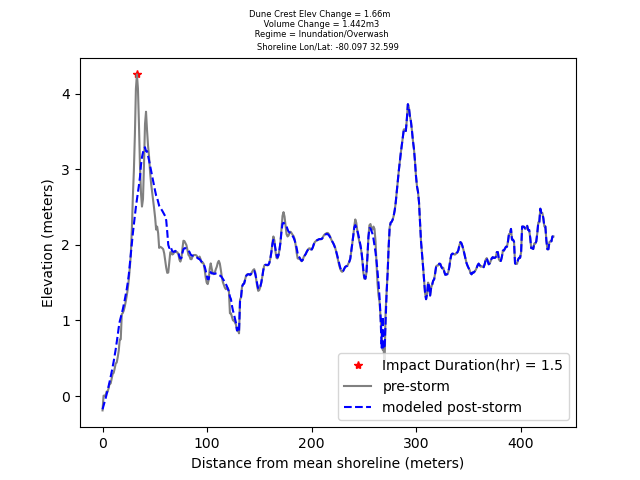 Dune Crest Elev Change = 1.66m
Volume Change = 1.442m3
Regime = Inundation/Overwash
Shoreline Lon/Lat: -80.097 32.599
4
3
2
1
0
Elevation (meters)
Impact Duration(hr) = 1.5
pre-storm
modeled post-storm
0 100 200 300 400
Distance from mean shoreline (meters)